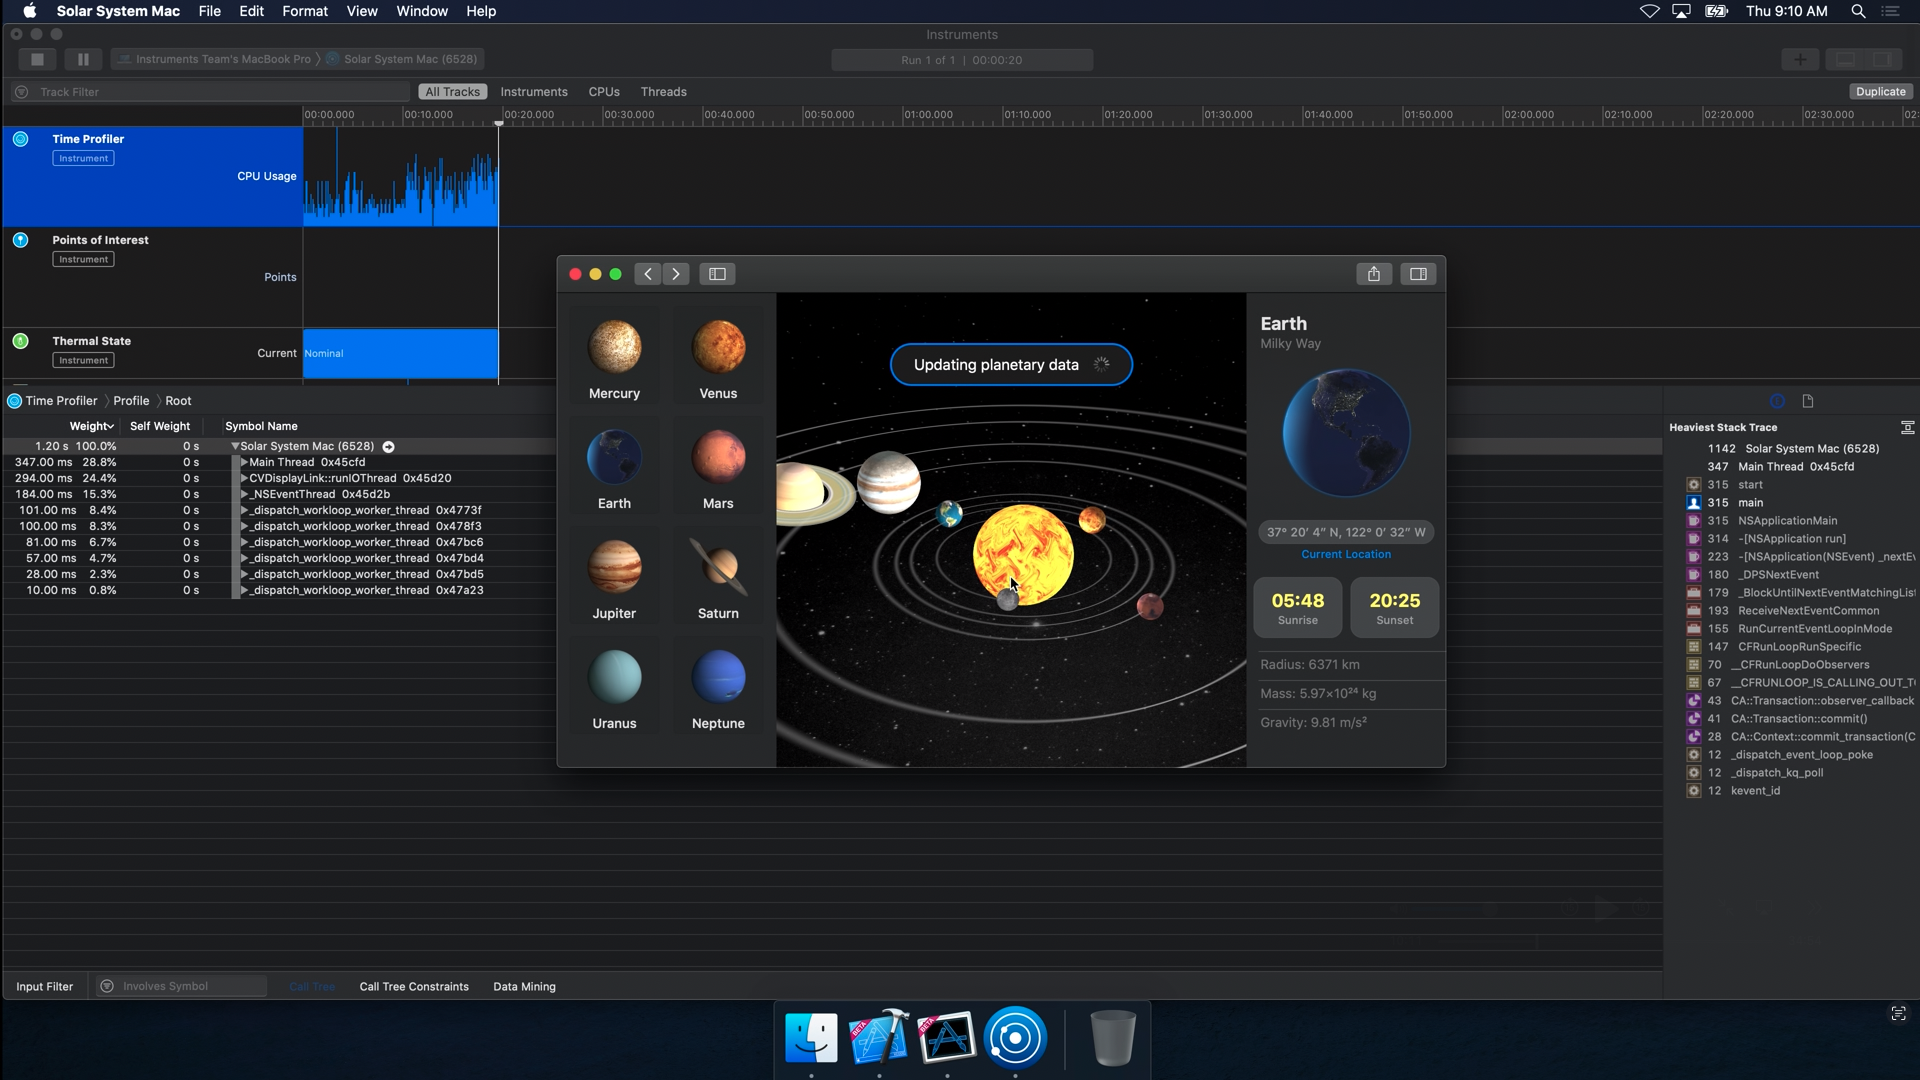 Solar System Mac File Edit Format View Window Help Thu 9:10 AM
Instruments
Instruments Team's MacBook Pro Solar System Mac (6528) Run 1 of 1 | 00:00:20
Track Filter All Tracks Instruments CPUs Threads Duplicate
00:00.000 00:10.000 00:20.000 00:30.000 00:40.000 00:50.000 01:00.000 01:10.000 01:20.000 01:30.000 01:40.000 01:50.000 02:00.000 02:10.000 02:20.000 02:30.000 02:
Time Profiler
Instrument
CPU Usage
Points of Interest
Instrument
Points
Thermal State
Instrument
Current Nominal
Time Profiler Profile Root
Weight Self Weight Symbol Name
1.20 s 100.0% 0 s Solar System Mac (6528)
347.00 ms 28.8% 0 s Main Thread 0x45cfd
294.00 ms 24.4% 0 s CVDisplayLink::runIOThread 0x45d20
184.00 ms 15.3% 0 s _NSEventThread 0x45d2b
101.00 ms 8.4% 0 s _dispatch_workloop_worker_thread 0x4773f
100.00 ms 8.3% 0 s _dispatch_workloop_worker_thread 0x478f3
81.00 ms 6.7% 0 s _dispatch_workloop_worker_thread 0x47bc6
57.00 ms 4.7% 0 s _dispatch_workloop_worker_thread 0x47bd4
28.00 ms 2.3% 0 s _dispatch_workloop_worker_thread 0x47bd5
10.00 ms 0.8% 0 s _dispatch_workloop_worker_thread 0x47a23
Mercury Venus
Earth Mars
Jupiter Saturn
Uranus Neptune
Updating planetary data
Earth
Milky Way
37° 20' 4" N, 122° 0' 32" W
Current Location
05:48 20:25
Sunrise Sunset
Radius: 6371 km
Mass: 5.97×10²⁴ kg
Gravity: 9.81 m/s²
Heaviest Stack Trace
1142 Solar System Mac (6528)
347 Main Thread 0x45cfd
315 start
315 main
315 NSApplicationMain
314 -[NSApplication run]
223 -[NSApplication(NSEvent) _nextEv
180 _DPSNextEvent
179 _BlockUntilNextEventMatchingList
193 ReceiveNextEventCommon
155 RunCurrentEventLoopInMode
147 CFRunLoopRunSpecific
70 __CFRunLoopDoObservers
67 __CFRUNLOOP_IS_CALLING_OUT_T
43 CA::Transaction::observer_callback
41 CA::Transaction::commit()
28 CA::Context::commit_transaction(C
12 _dispatch_event_loop_poke
12 _dispatch_kq_poll
12 kevent_id
Input Filter Involves Symbol Call Tree Call Tree Constraints Data Mining
BETA BETA